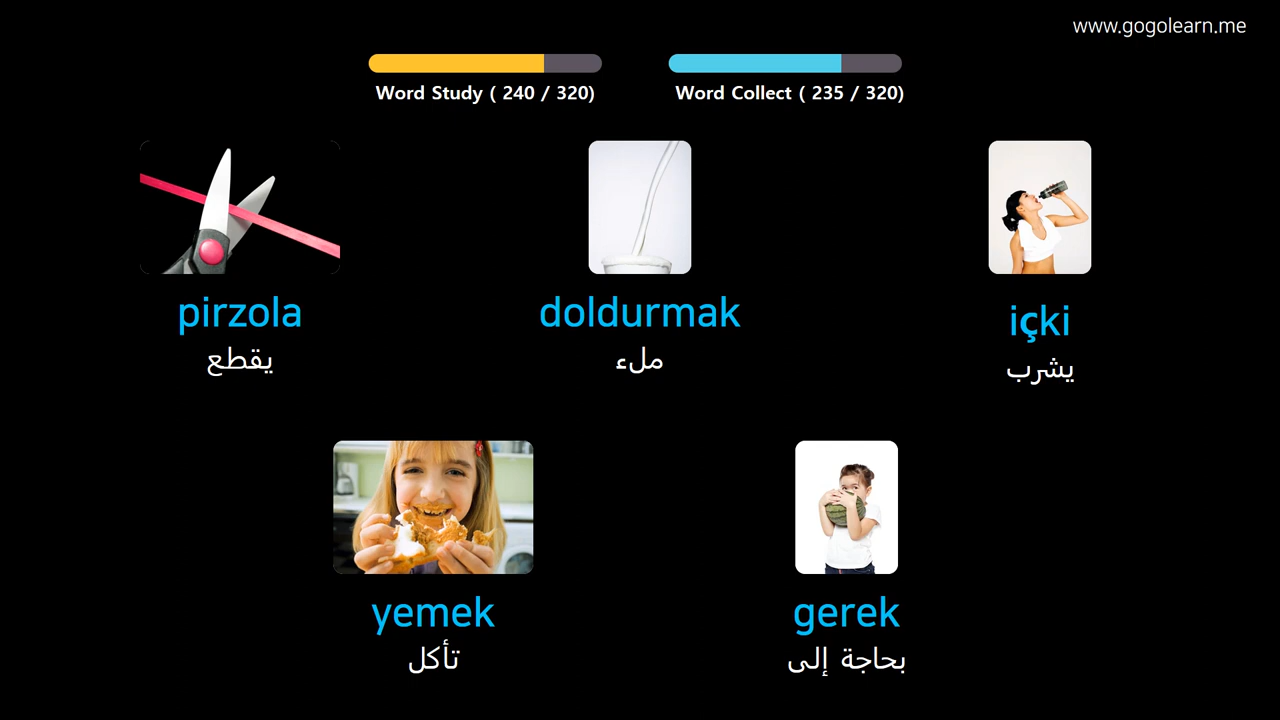 www.gogolearn.me
Word Study ( 240 / 320)
Word Collect ( 235 / 320)
pirzola
يقطع
doldurmak
ملء
içki
يشرب
yemek
تأكل
gerek
بحاجة إلى